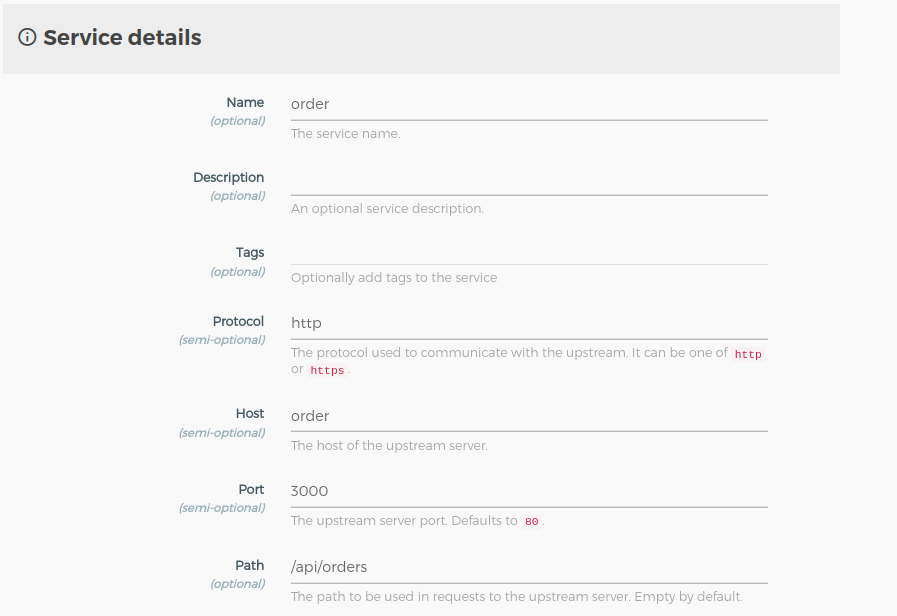 Service details
Name
order
(optional)
The service name.
Description
(optional)
An optional service description.
Tags
(optional)
Optionally add tags to the service
Protocol
http
(semi-optional)
The protocol used to communicate with the upstream. It can be one of http
or https.
Host
order
(semi-optional)
The host of the upstream server.
Port
3000
(semi-optional)
The upstream server port. Defaults to 80.
Path
/api/orders
(optional)
The path to be used in requests to the upstream server. Empty by default.